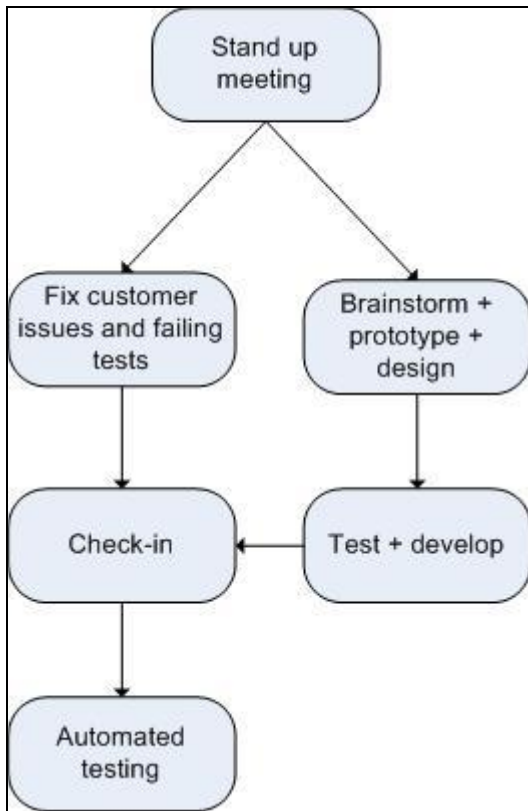 Stand up
meeting
Fix customer
issues and failing
tests
Brainstorm +
prototype +
design
Check-in
Test + develop
Automated
testing